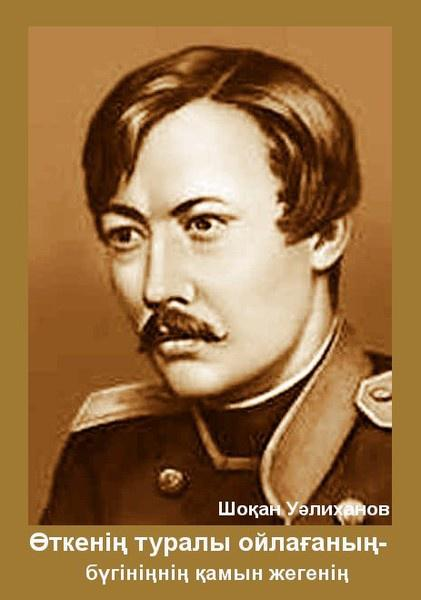 Шоқан Уәлиханов
Өткенің туралы ойлағаның-
бүгініңнің қамын жегенің